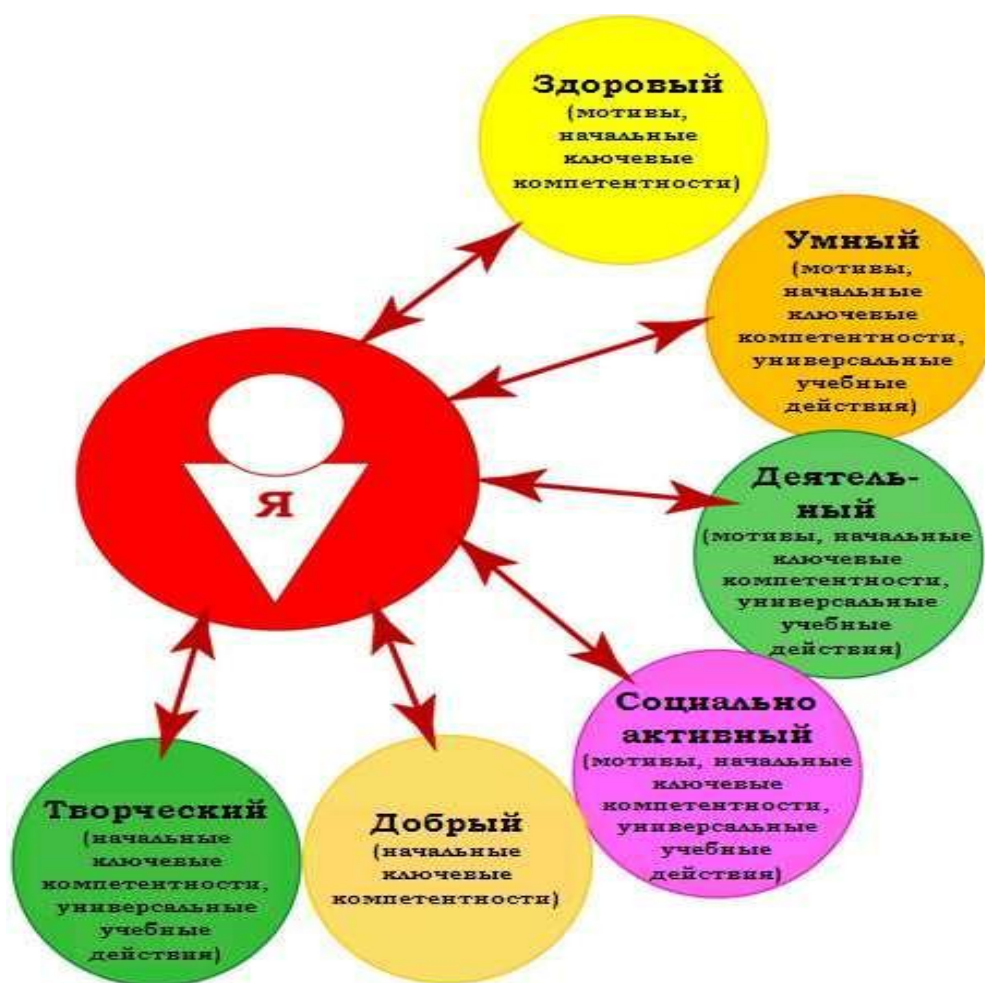 Здоровый
(мотивы,
начальные
ключевые
компетентности)
Умный
(мотивы,
начальные
ключевые
компетентности,
универсальные
учебные
действия)
Я
Деятель-
ный
(мотивы, начальные
ключевые
компетентности,
универсальные
учебные
действия)
Социально
активный
(мотивы, начальные
ключевые
компетентности,
универсальные
учебные
действия)
Добрый
(начальные
ключевые
компетентности)
Творческий
(начальные
ключевые
компетентности,
универсальные
учебные
действия)